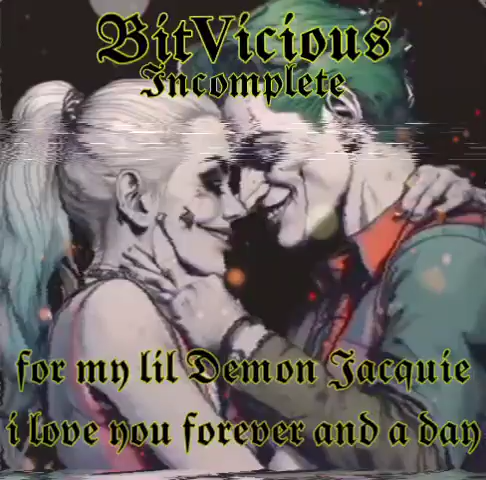 BitVicious
Incomplete
for my lil Demon Jacquie
i love you forever and a day